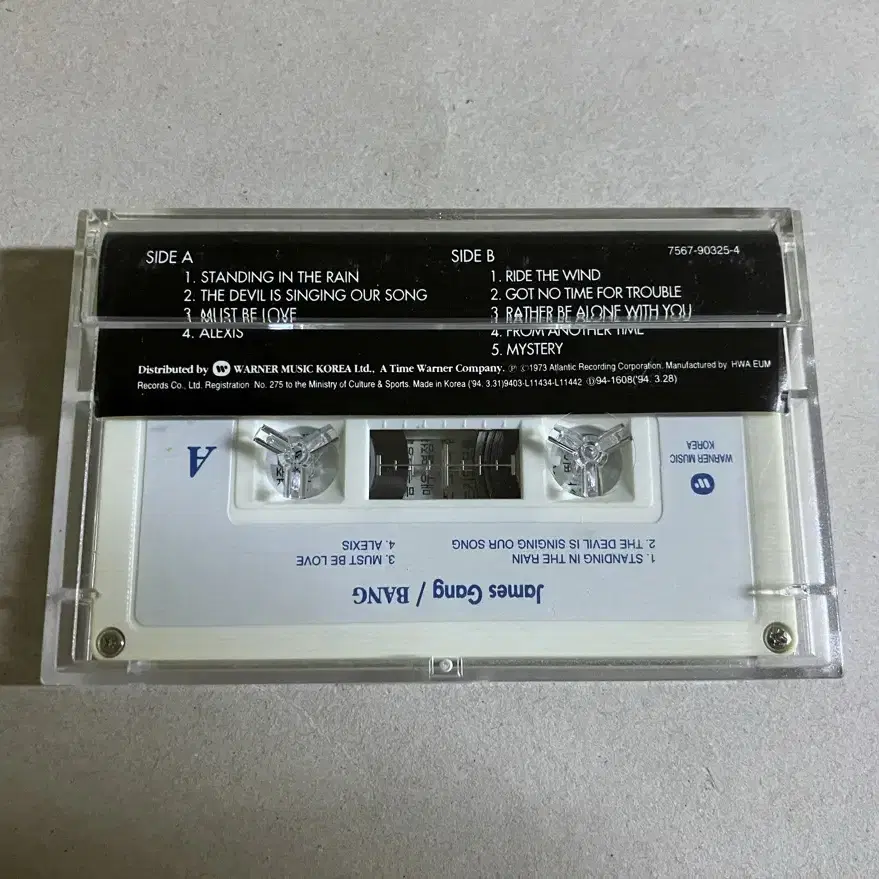 SIDE A
1. STANDING IN THE RAIN
2. THE DEVIL IS SINGING OUR SONG
3. MUST BE LOVE
4. ALEXIS
SIDE B
1. RIDE THE WIND
2. GOT NO TIME FOR TROUBLE
3. RATHER BE ALONE WITH YOU
4. FROM ANOTHER TIME
5. MYSTERY
7567-90325-4
Distributed by WARNER MUSIC KOREA Ltd., A Time Warner Company. Ⓟ ©1973 Atlantic Recording Corporation. Manufactured by HWA EUM
Records Co., Ltd. Registration No. 275 to the Ministry of Culture & Sports. Made in Korea ('94. 3.31)9403-L11434-L11442 Ⓤ94-1608('94. 3.28)
James Gang / BANG
1. STANDING IN THE RAIN
2. THE DEVIL IS SINGING OUR SONG
3. MUST BE LOVE
4. ALEXIS
WARNER MUSIC
KOREA
A